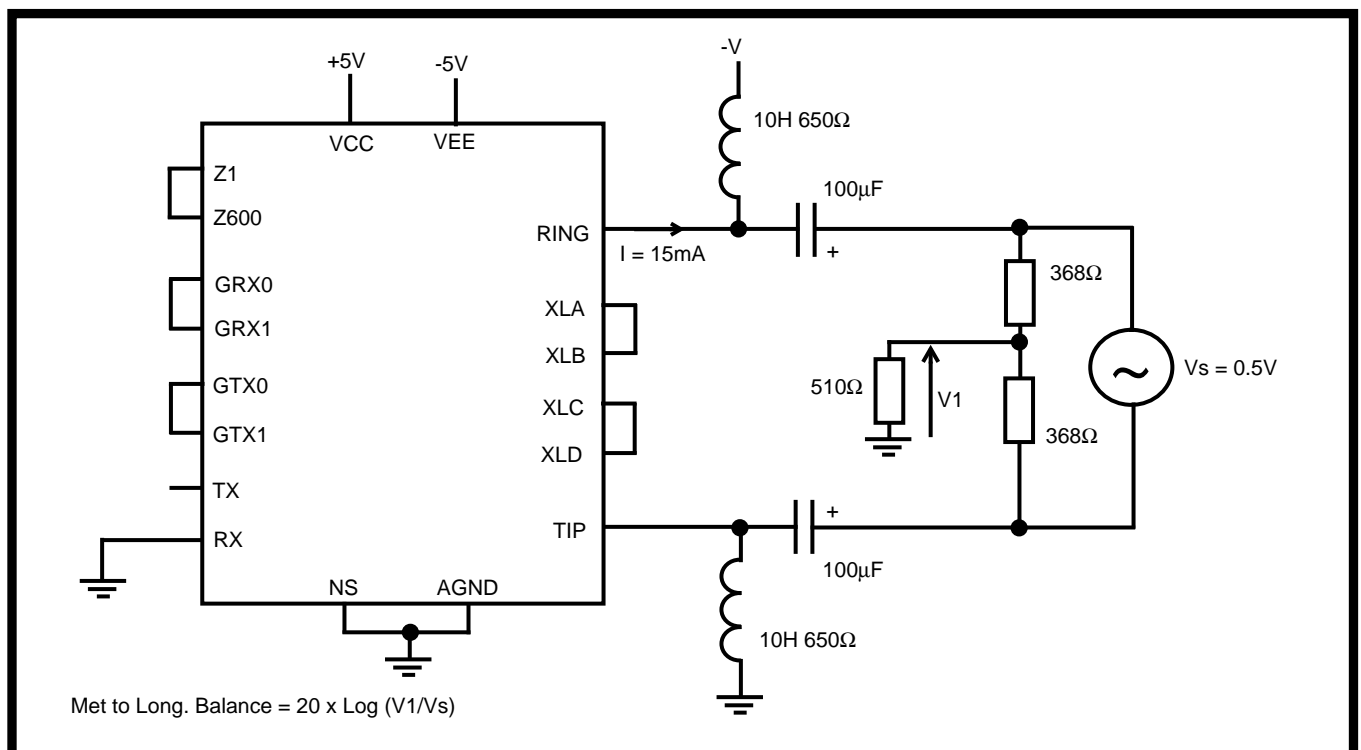 +5V
-5V
-V
VCC
VEE
10H 650Ω
Z1
Z600
100μF
RING
+
I = 15mA
368Ω
GRX0
GRX1
XLA
XLB
GTX0
GTX1
510Ω
V1
~
Vs = 0.5V
XLC
XLD
368Ω
TX
RX
TIP
+
100μF
NS
AGND
10H 650Ω
Met to Long. Balance = 20 x Log (V1/Vs)